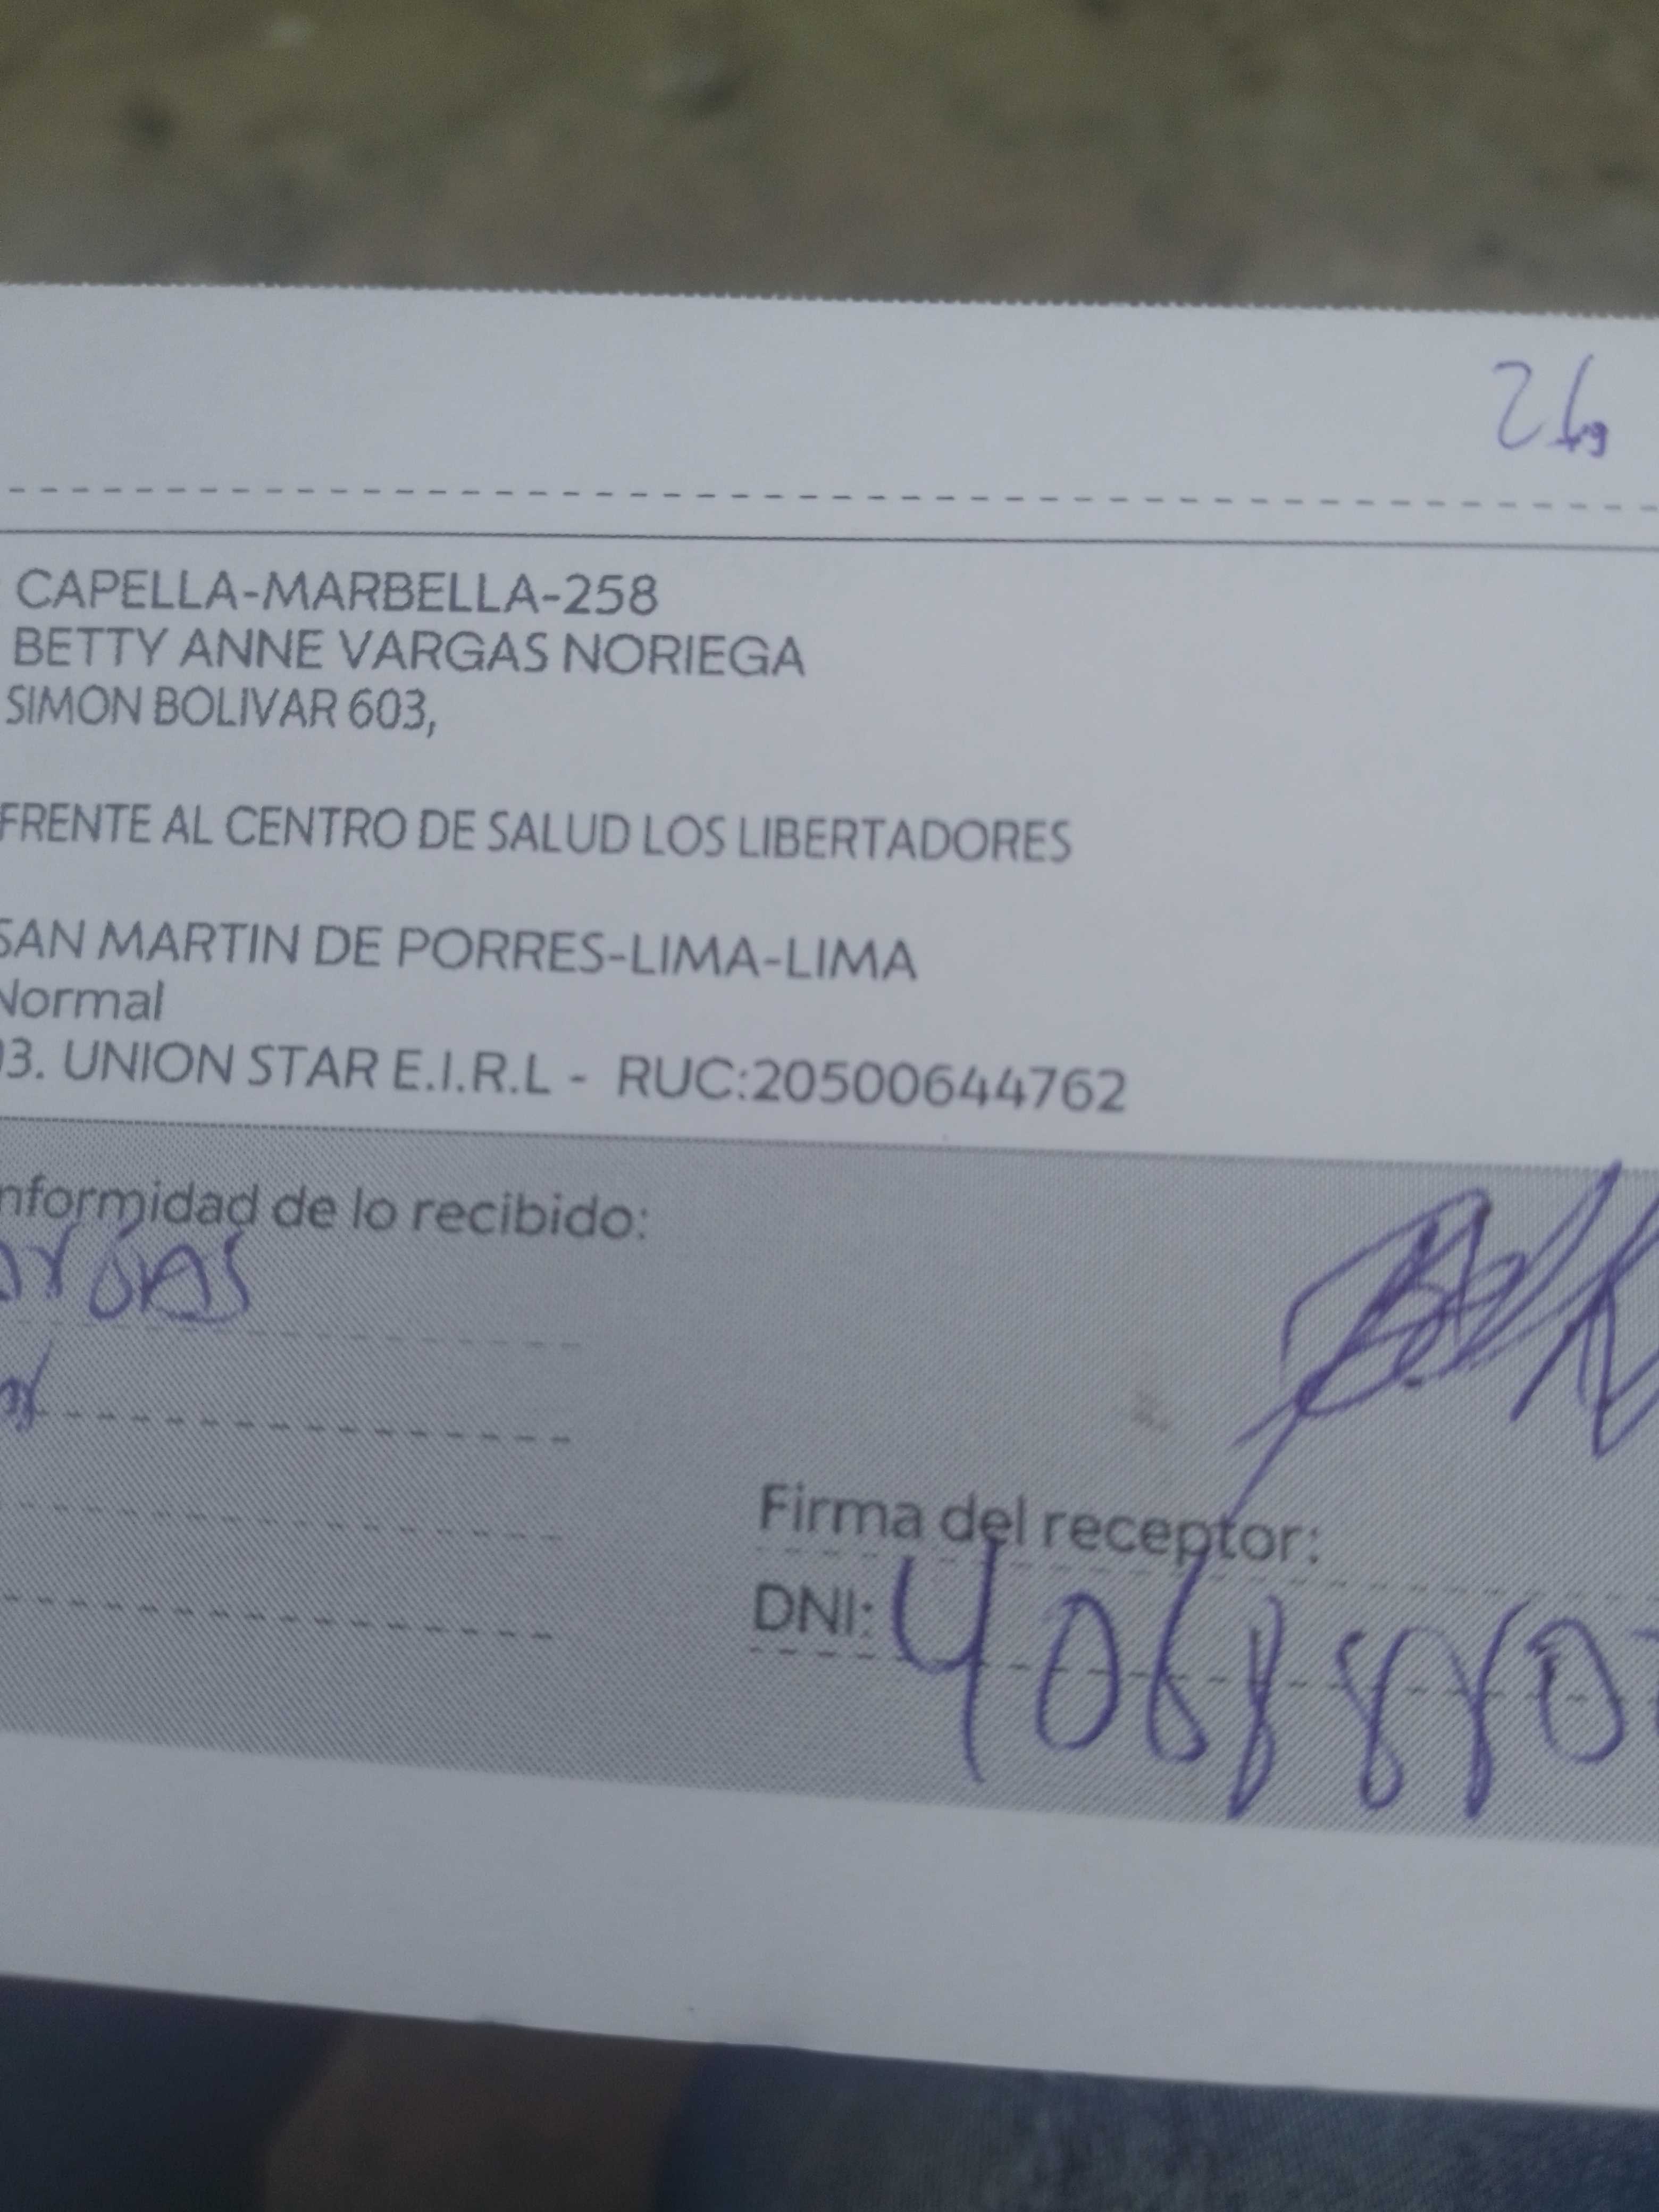 CAPELLA-MARBELLA-258
BETTY ANNE VARGAS NORIEGA
SIMON BOLIVAR 603,
FRENTE AL CENTRO DE SALUD LOS LIBERTADORES
SAN MARTIN DE PORRES-LIMA-LIMA
Normal
3. UNION STAR E.I.R.L - RUC:20500644762
nformidad de lo recibido:
Firma del receptor:
DNI: